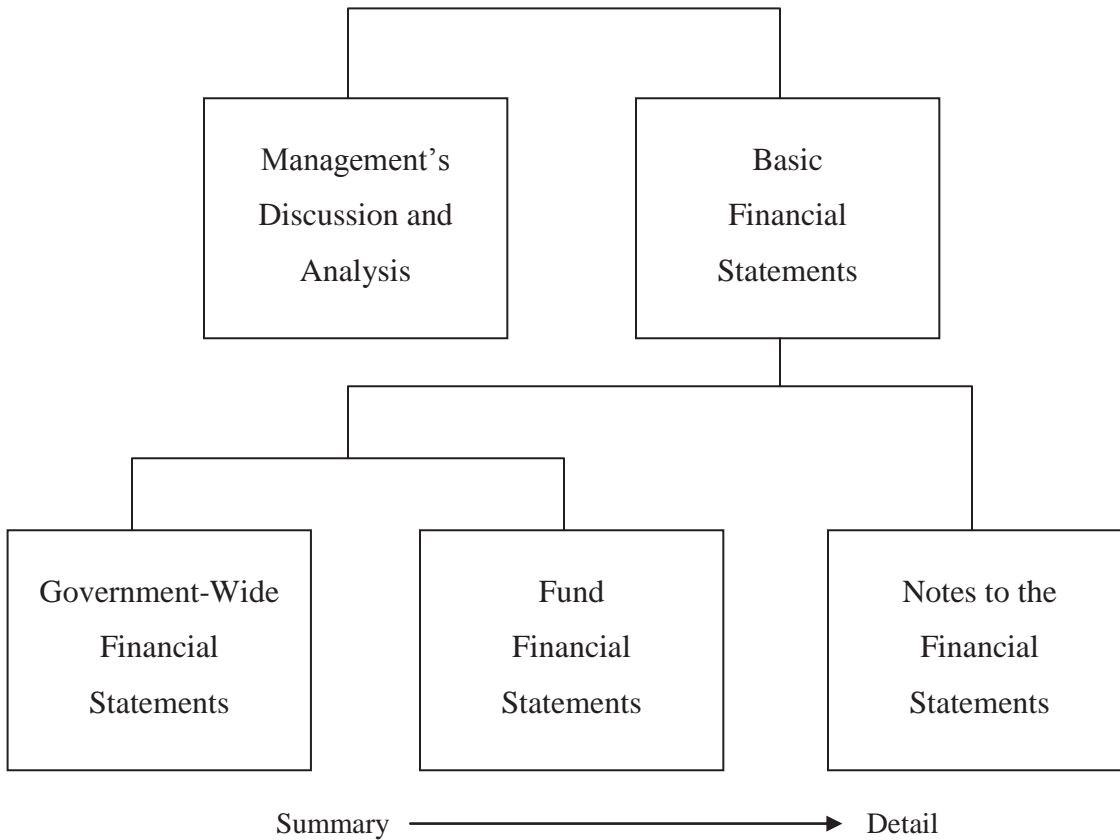 Management’s
Discussion and
Analysis
Basic
Financial
Statements
Government-Wide
Financial
Statements
Fund
Financial
Statements
Notes to the
Financial
Statements
Summary
Detail